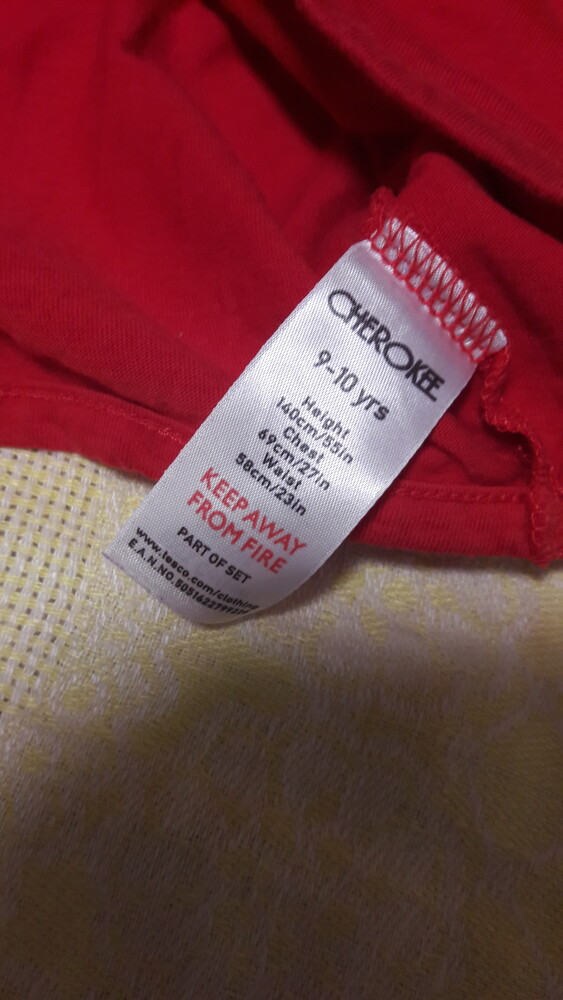 CHEROKEE
9-10 yrs
Height
140cm/55in
Chest
69cm/27in
Waist
58cm/23in
KEEP AWAY
FROM FIRE
PART OF SET
www.tesco.com/clothing
E.A.N.NO.